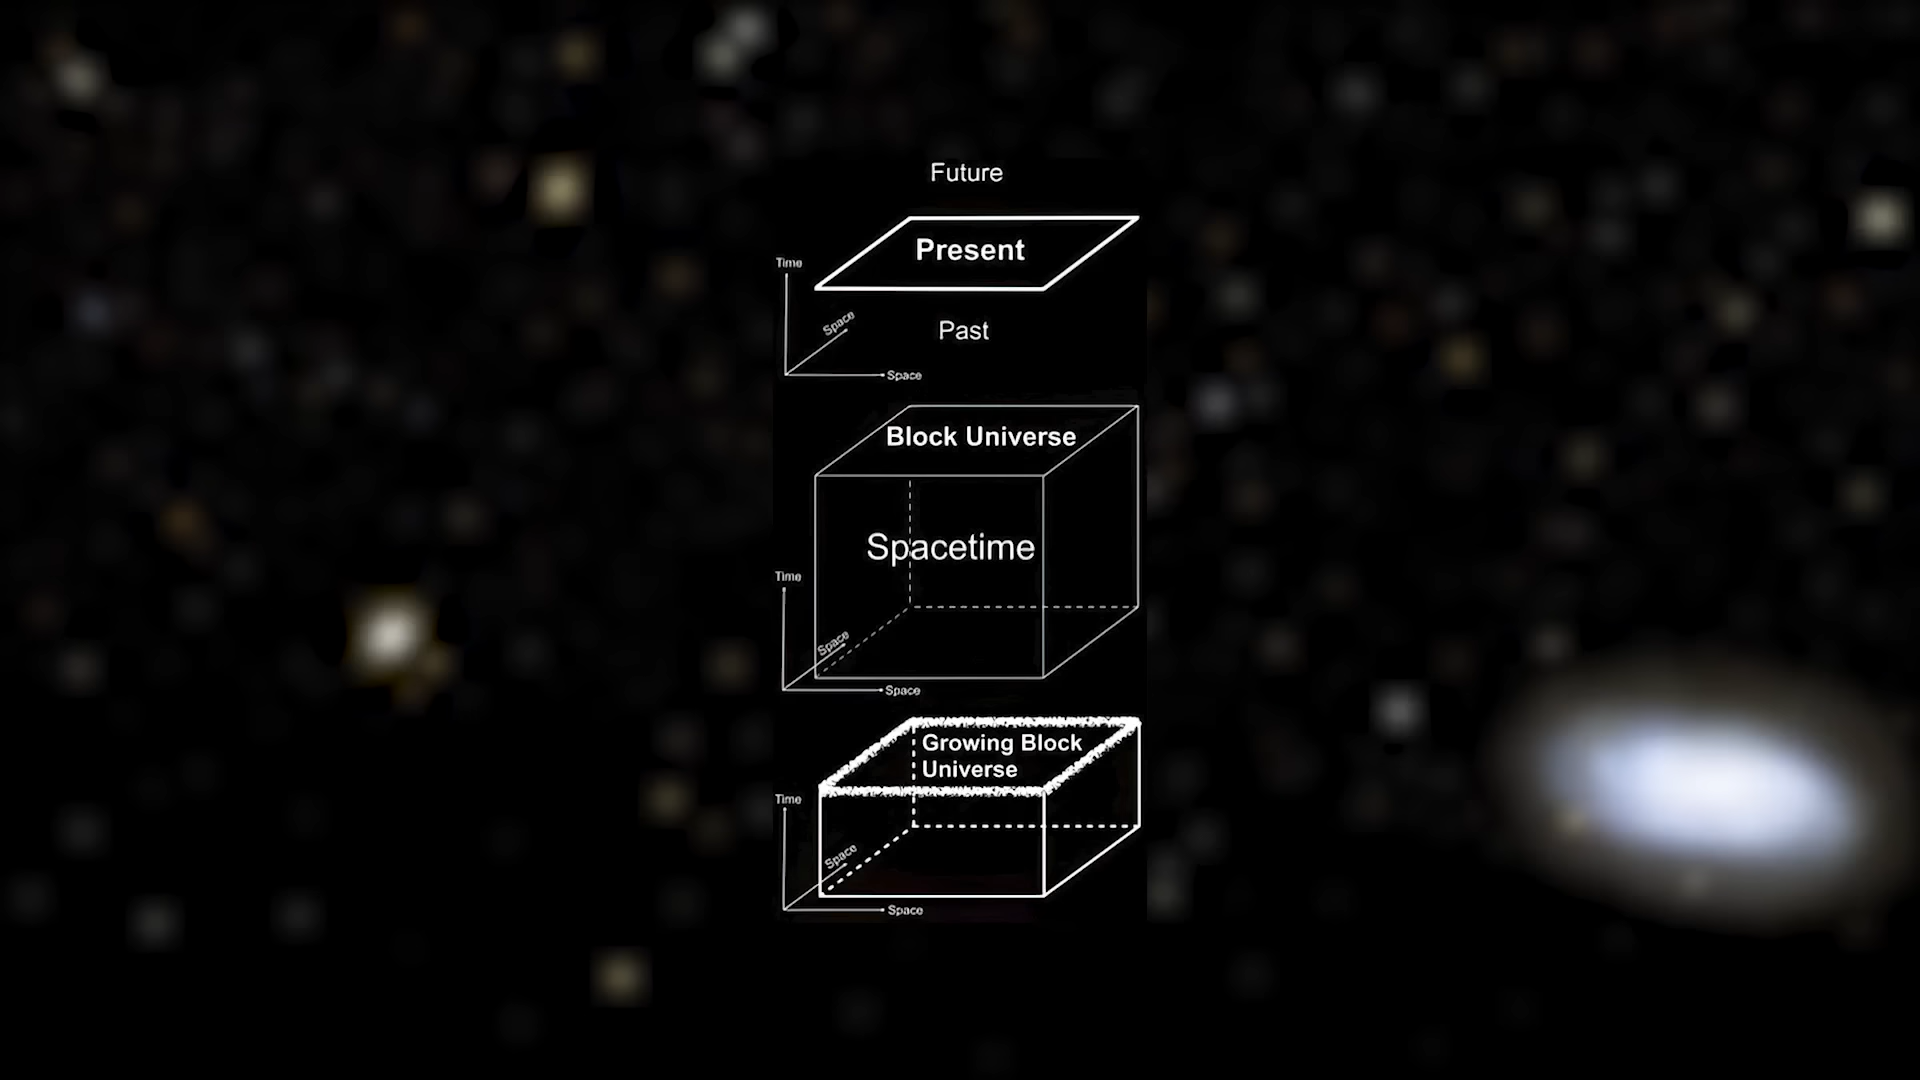 Future
Present
Time
Space
Past
Space
Block Universe
Spacetime
Time
Space
Space
Growing Block
Universe
Time
Space
Space